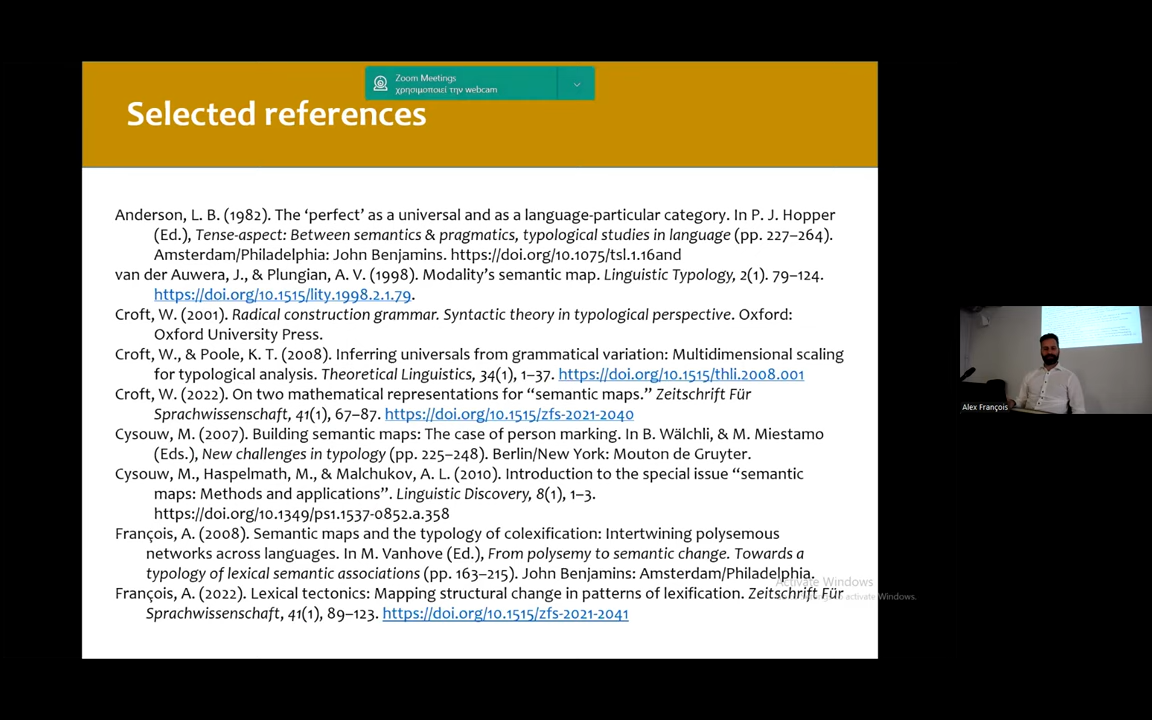 Zoom Meetings
χρησιμοποιεί την webcam
Selected references
Anderson, L. B. (1982). The ‘perfect’ as a universal and as a language-particular category. In P. J. Hopper
(Ed.), Tense-aspect: Between semantics & pragmatics, typological studies in language (pp. 227–264).
Amsterdam/Philadelphia: John Benjamins. https://doi.org/10.1075/tsl.1.16and
van der Auwera, J., & Plungian, A. V. (1998). Modality’s semantic map. Linguistic Typology, 2(1). 79–124.
https://doi.org/10.1515/lity.1998.2.1.79.
Croft, W. (2001). Radical construction grammar. Syntactic theory in typological perspective. Oxford:
Oxford University Press.
Croft, W., & Poole, K. T. (2008). Inferring universals from grammatical variation: Multidimensional scaling
for typological analysis. Theoretical Linguistics, 34(1), 1–37. https://doi.org/10.1515/thli.2008.001
Croft, W. (2022). On two mathematical representations for “semantic maps.” Zeitschrift Für
Sprachwissenschaft, 41(1), 67–87. https://doi.org/10.1515/zfs-2021-2040
Cysouw, M. (2007). Building semantic maps: The case of person marking. In B. Wälchli, & M. Miestamo
(Eds.), New challenges in typology (pp. 225–248). Berlin/New York: Mouton de Gruyter.
Cysouw, M., Haspelmath, M., & Malchukov, A. L. (2010). Introduction to the special issue “semantic
maps: Methods and applications”. Linguistic Discovery, 8(1), 1–3.
https://doi.org/10.1349/ps1.1537-0852.a.358
François, A. (2008). Semantic maps and the typology of colexification: Intertwining polysemous
networks across languages. In M. Vanhove (Ed.), From polysemy to semantic change. Towards a
typology of lexical semantic associations (pp. 163–215). John Benjamins: Amsterdam/Philadelphia.
François, A. (2022). Lexical tectonics: Mapping structural change in patterns of lexification. Zeitschrift Für
Sprachwissenschaft, 41(1), 89–123. https://doi.org/10.1515/zfs-2021-2041
Activate Windows
activate Windows.
Alex François